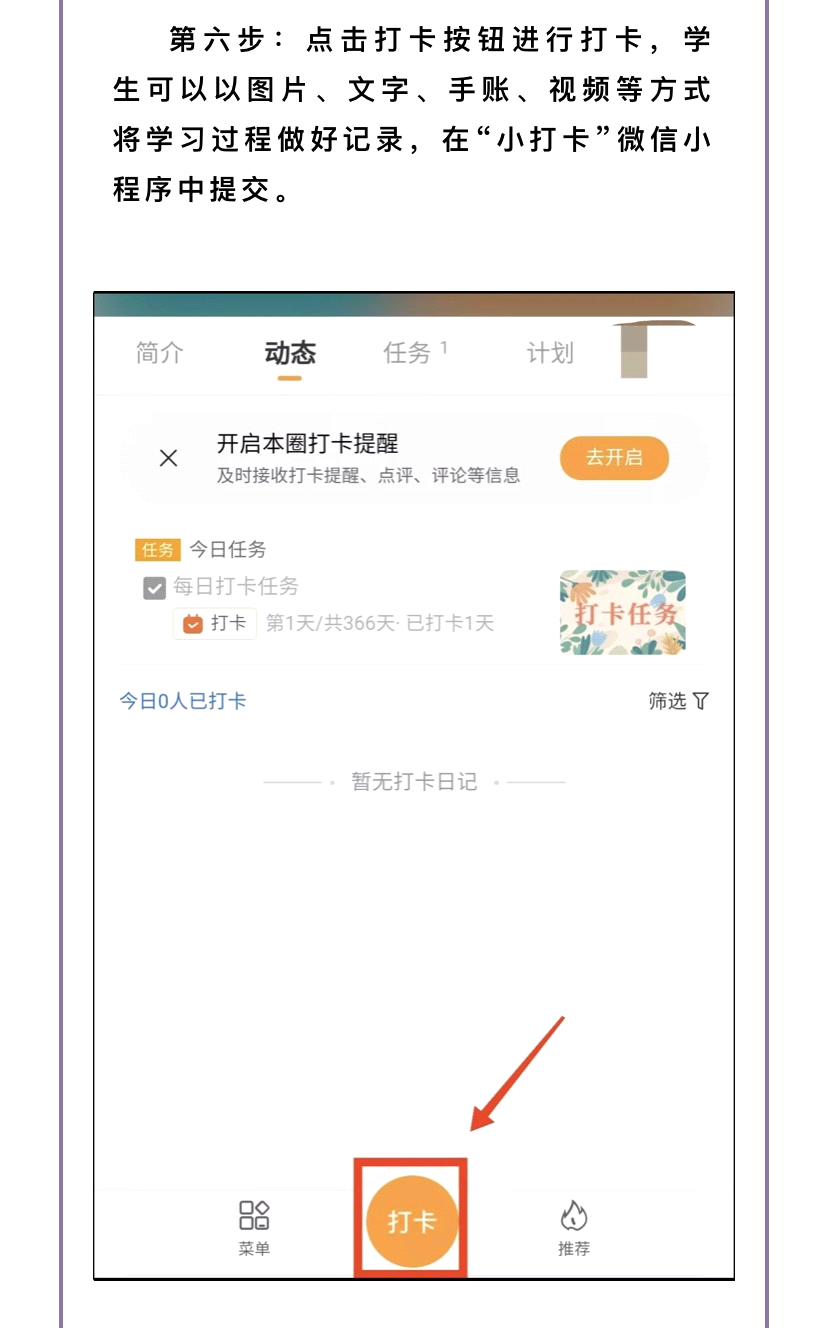 第六步：点击打卡按钮进行打卡，学
生可以以图片、文字、手账、视频等方式
将学习过程做好记录，在“小打卡”微信小
程序中提交。
简介 动态 任务 1 计划
开启本圈打卡提醒
及时接收打卡提醒、点评、评论等信息
去开启
任务 今日任务
每日打卡任务
打卡 第1天/共366天· 已打卡1天
打卡任务
今日0人已打卡 筛选
暂无打卡日记
菜单 打卡 推荐